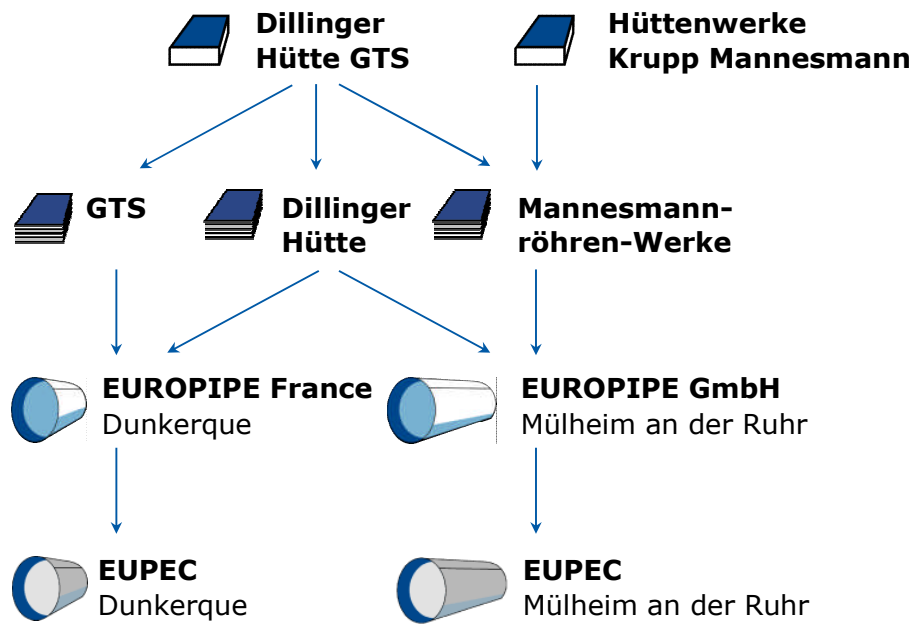 Dillinger
Hütte GTS
Hüttenwerke
Krupp Mannesmann
GTS
Dillinger
Hütte
Mannesmann-
röhren-Werke
EUROPIPE France
Dunkerque
EUROPIPE GmbH
Mülheim an der Ruhr
EUPEC
Dunkerque
EUPEC
Mülheim an der Ruhr